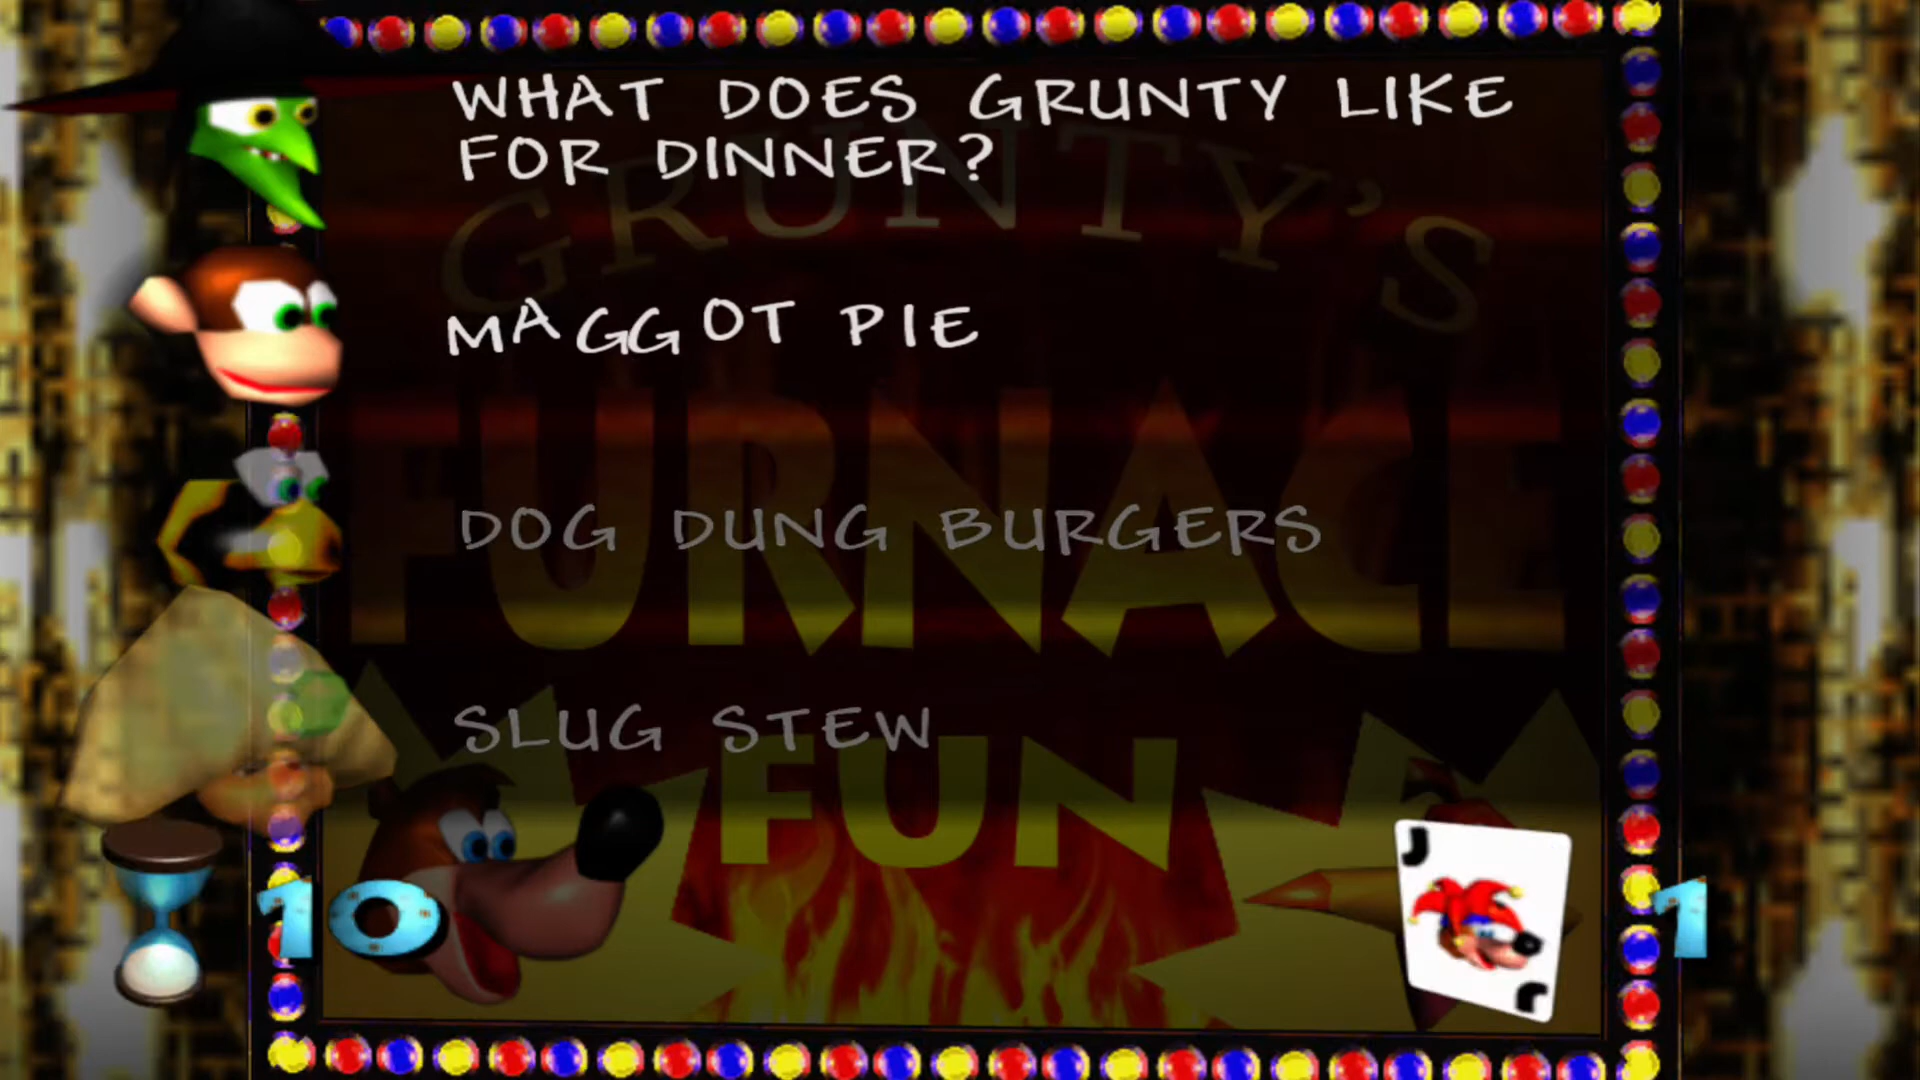 WHAT DOES GRUNTY LIKE
FOR DINNER?
GRUNTY'S
MAGGOT PIE
FURNACE
DOG DUNG BURGERS
SLUG STEW
FUN
J
10
1
J